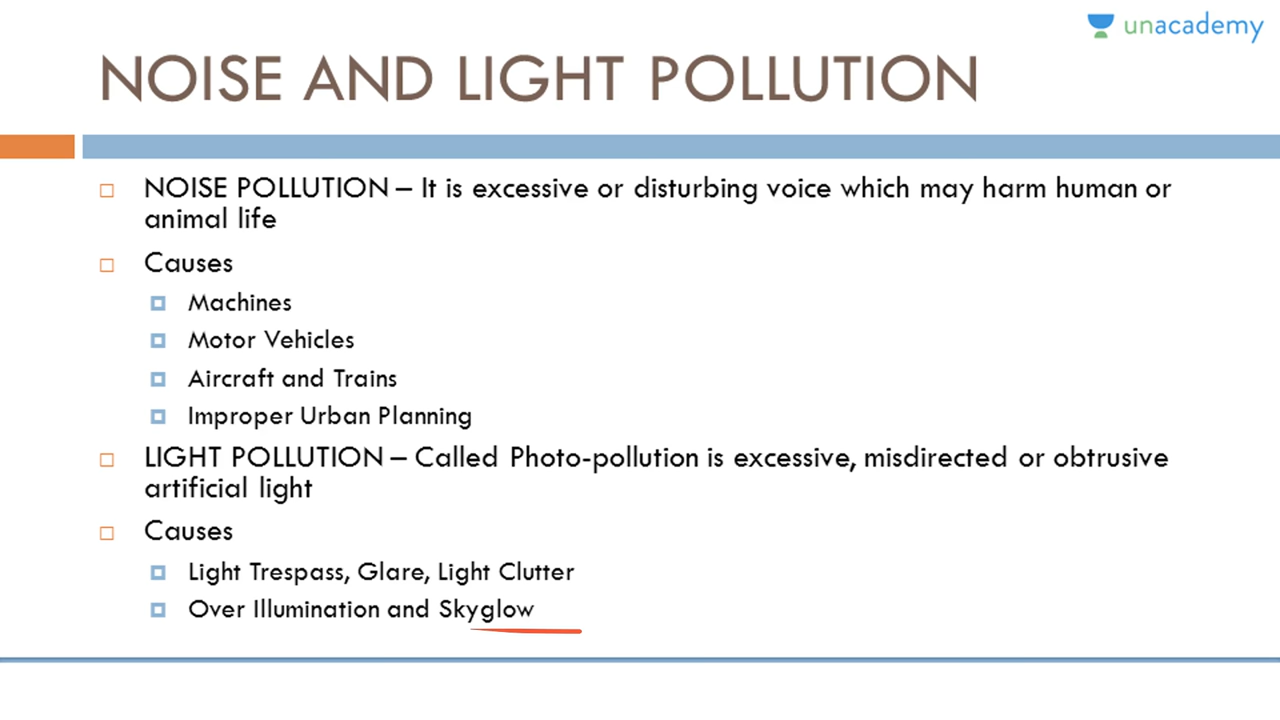 unacademy
NOISE AND LIGHT POLLUTION
NOISE POLLUTION – It is excessive or disturbing voice which may harm human or
animal life
Causes
Machines
Motor Vehicles
Aircraft and Trains
Improper Urban Planning
LIGHT POLLUTION – Called Photo-pollution is excessive, misdirected or obtrusive
artificial light
Causes
Light Trespass, Glare, Light Clutter
Over Illumination and Skyglow